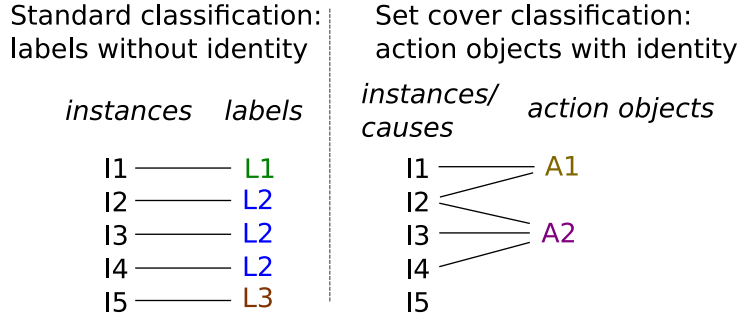 Standard classification:
labels without identity
instances labels
I1 L1
I2 L2
I3 L2
I4 L2
I5 L3
Set cover classification:
action objects with identity
instances/
causes
action objects
I1 A1
I2
I3 A2
I4
I5